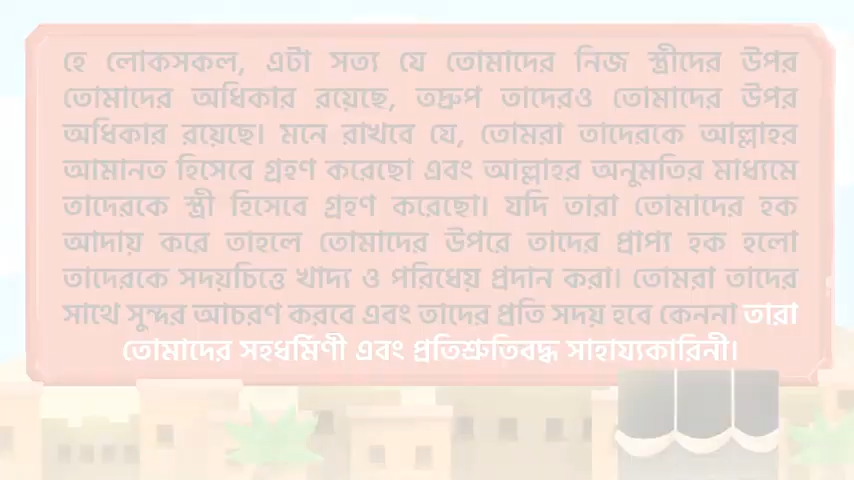 হে লোকসকল, এটা সত্য যে তোমাদের নিজ স্ত্রীদের উপর
তোমাদের অধিকার রয়েছে, তদ্রুপ তাদেরও তোমাদের উপর
অধিকার রয়েছে। মনে রাখবে যে, তোমরা তাদেরকে আল্লাহর
আমানত হিসেবে গ্রহণ করেছো এবং আল্লাহর অনুমতির মাধ্যমে
তাদেরকে স্ত্রী হিসেবে গ্রহণ করেছো। যদি তারা তোমাদের হক
আদায় করে তাহলে তোমাদের উপরে তাদের প্রাপ্য হক হলো
তাদেরকে সদয়চিত্তে খাদ্য ও পরিধেয় প্রদান করা। তোমরা তাদের
সাথে সুন্দর আচরণ করবে এবং তাদের প্রতি সদয় হবে কেননা তারা
তোমাদের সহধর্মিণী এবং প্রতিশ্রুতিবদ্ধ সাহায্যকারিনী।